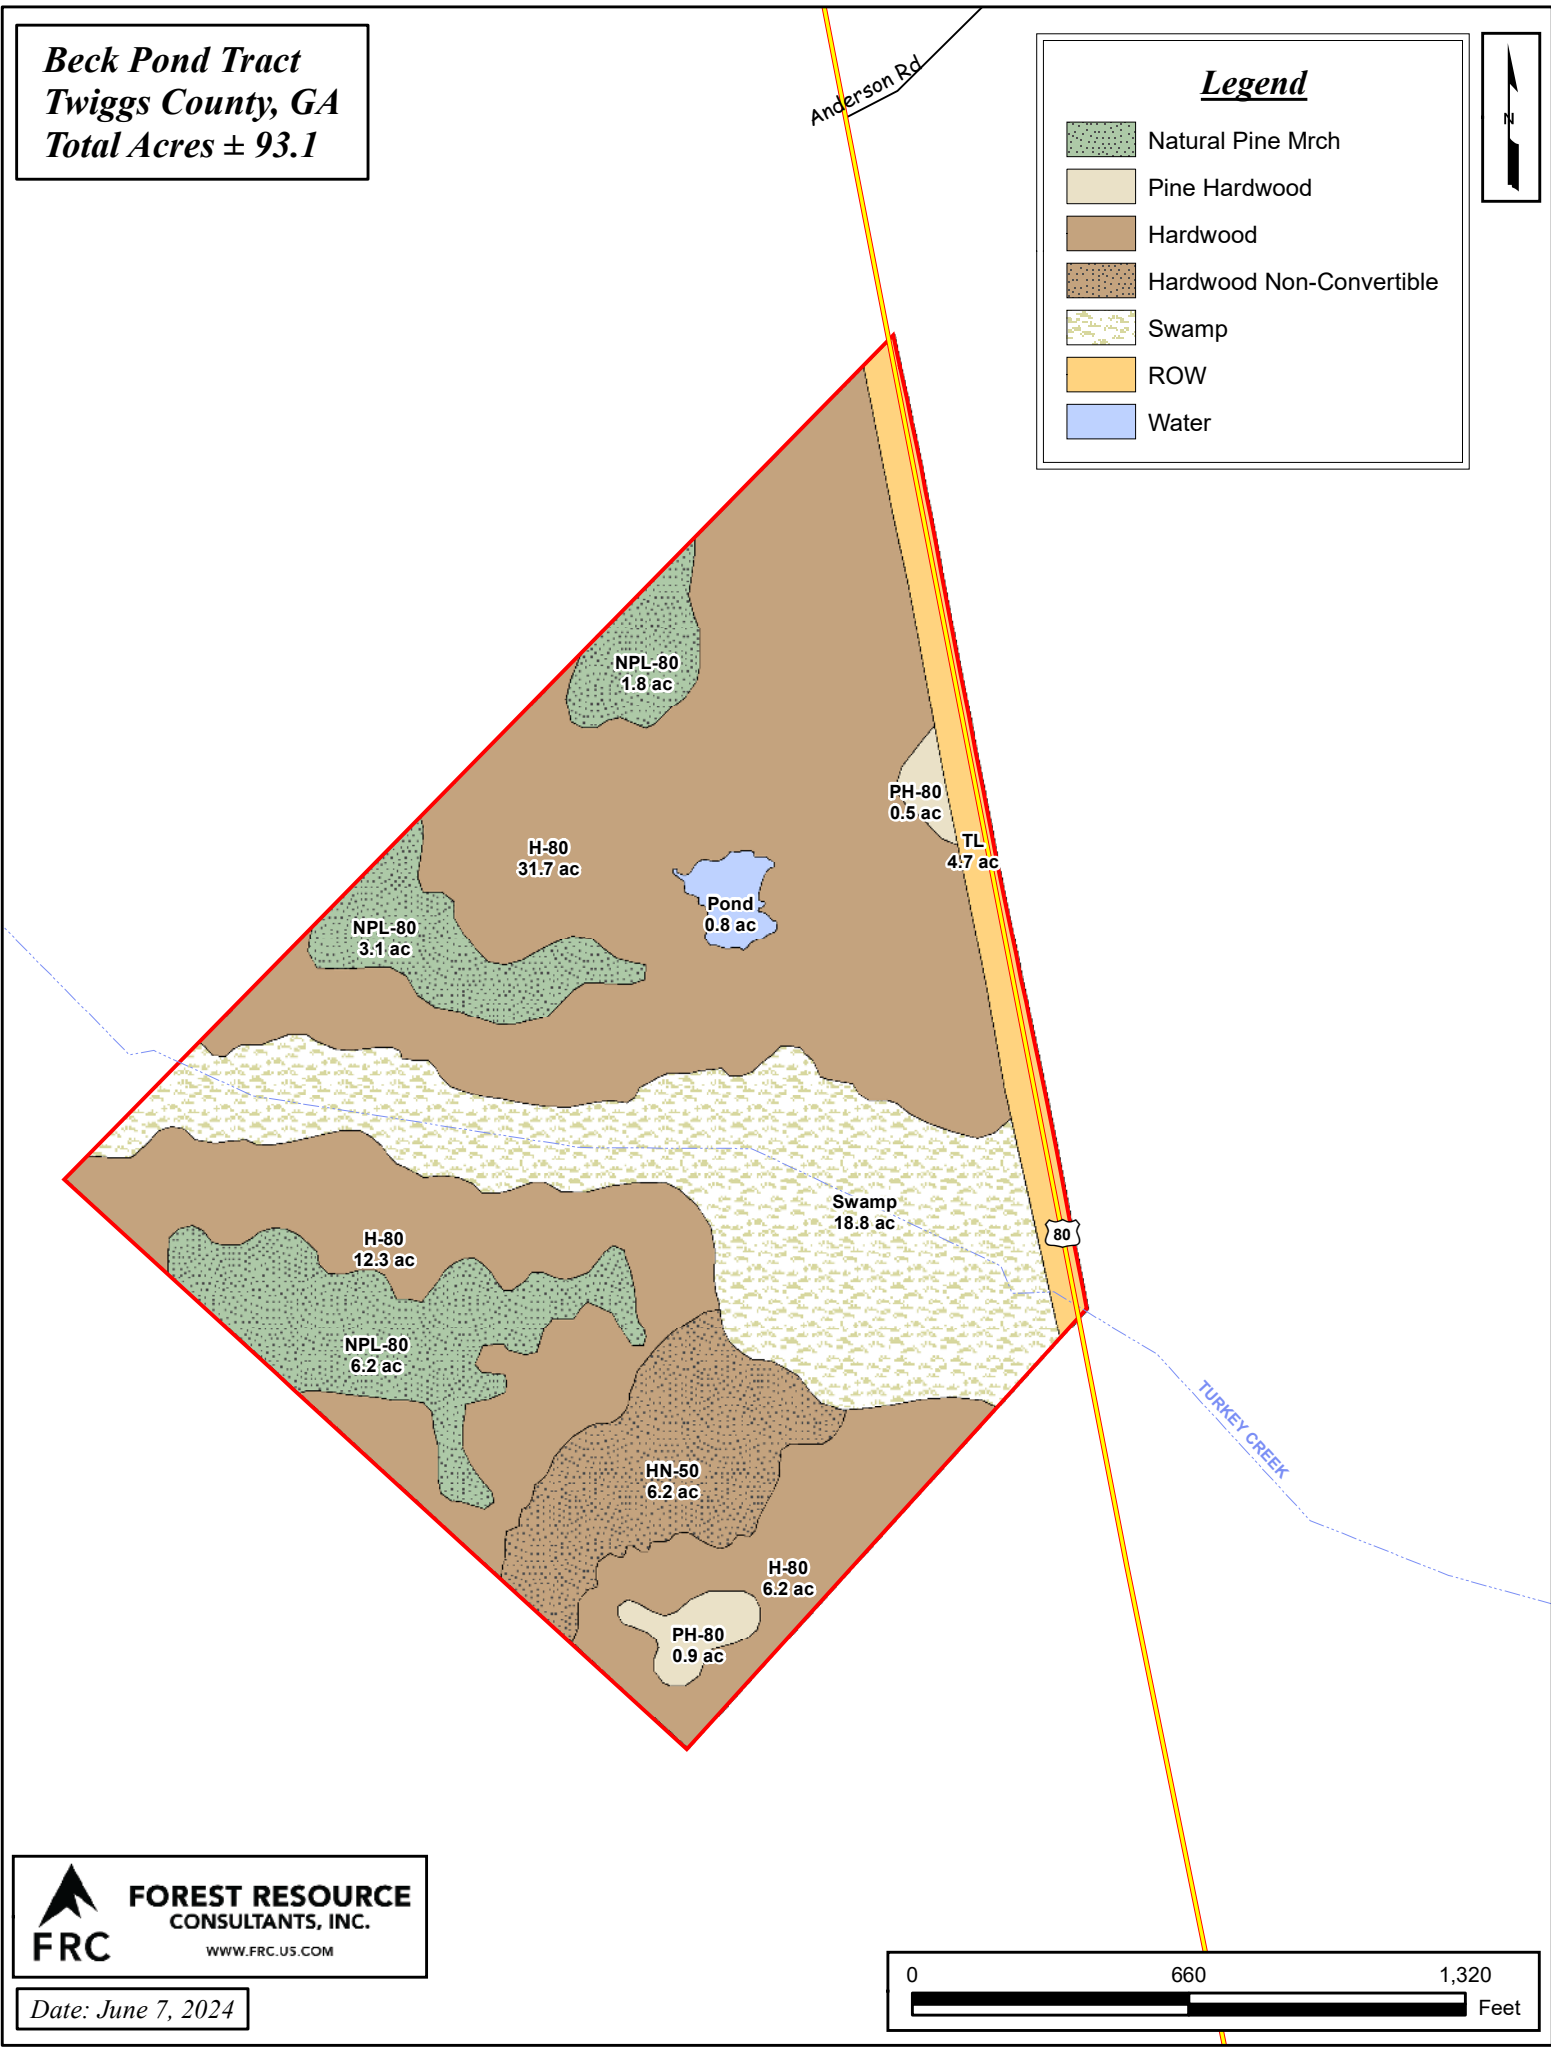 Beck Pond Tract
Twiggs County, GA
Total Acres ± 93.1
Anderson Rd
Legend
Natural Pine Mrch
Pine Hardwood
Hardwood
Hardwood Non-Convertible
Swamp
ROW
Water
N
NPL-80
1.8 ac
PH-80
0.5 ac
TL
4.7 ac
H-80
31.7 ac
Pond
0.8 ac
NPL-80
3.1 ac
Swamp
18.8 ac
80
H-80
12.3 ac
NPL-80
6.2 ac
TURKEY CREEK
HN-50
6.2 ac
H-80
6.2 ac
PH-80
0.9 ac
FRC
FOREST RESOURCE
CONSULTANTS, INC.
WWW.FRC.US.COM
Date: June 7, 2024
0 660 1,320
Feet